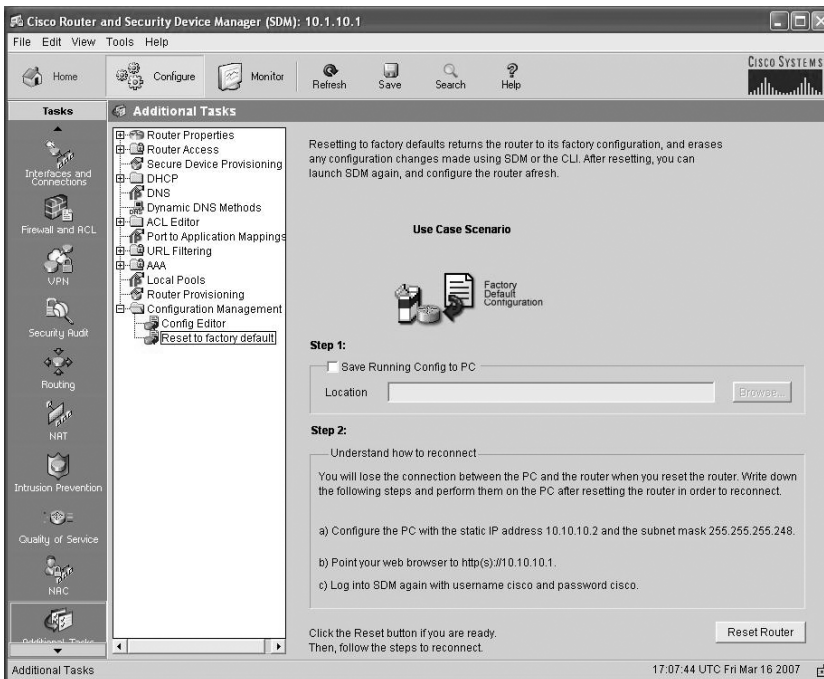 Cisco Router and Security Device Manager (SDM): 10.1.10.1
File Edit View Tools Help
Home Configure Monitor Refresh Save Search Help
CISCO SYSTEMS
Tasks
Additional Tasks
Interfaces and
Connections
Firewall and ACL
VPN
Security Audit
Routing
NAT
Intrusion Prevention
Quality of Service
NAC
Additional Tasks
Router Properties
Router Access
Secure Device Provisioning
DHCP
DNS
Dynamic DNS Methods
ACL Editor
Port to Application Mappings
URL Filtering
AAA
Local Pools
Router Provisioning
Configuration Management
Config Editor
Reset to factory default
Resetting to factory defaults returns the router to its factory configuration, and erases
any configuration changes made using SDM or the CLI. After resetting, you can
launch SDM again, and configure the router afresh.
Use Case Scenario
Factory
Default
Configuration
Step 1:
Save Running Config to PC
Location
Browse...
Step 2:
Understand how to reconnect
You will lose the connection between the PC and the router when you reset the router. Write down
the following steps and perform them on the PC after resetting the router in order to reconnect.
a) Configure the PC with the static IP address 10.10.10.2 and the subnet mask 255.255.255.248.
b) Point your web browser to http(s)://10.10.10.1.
c) Log into SDM again with username cisco and password cisco.
Click the Reset button if you are ready.
Then, follow the steps to reconnect.
Reset Router
Additional Tasks
17:07:44 UTC Fri Mar 16 2007